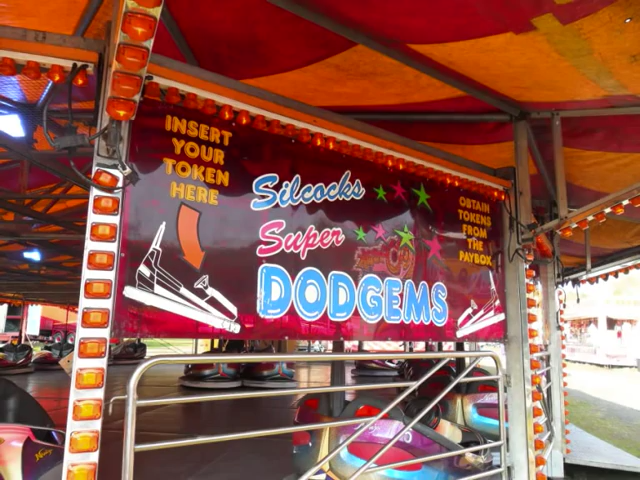 INSERT
YOUR
TOKEN
HERE
Silcocks
Super
DODGEMS
OBTAIN
TOKENS
FROM
THE
PAYBOX